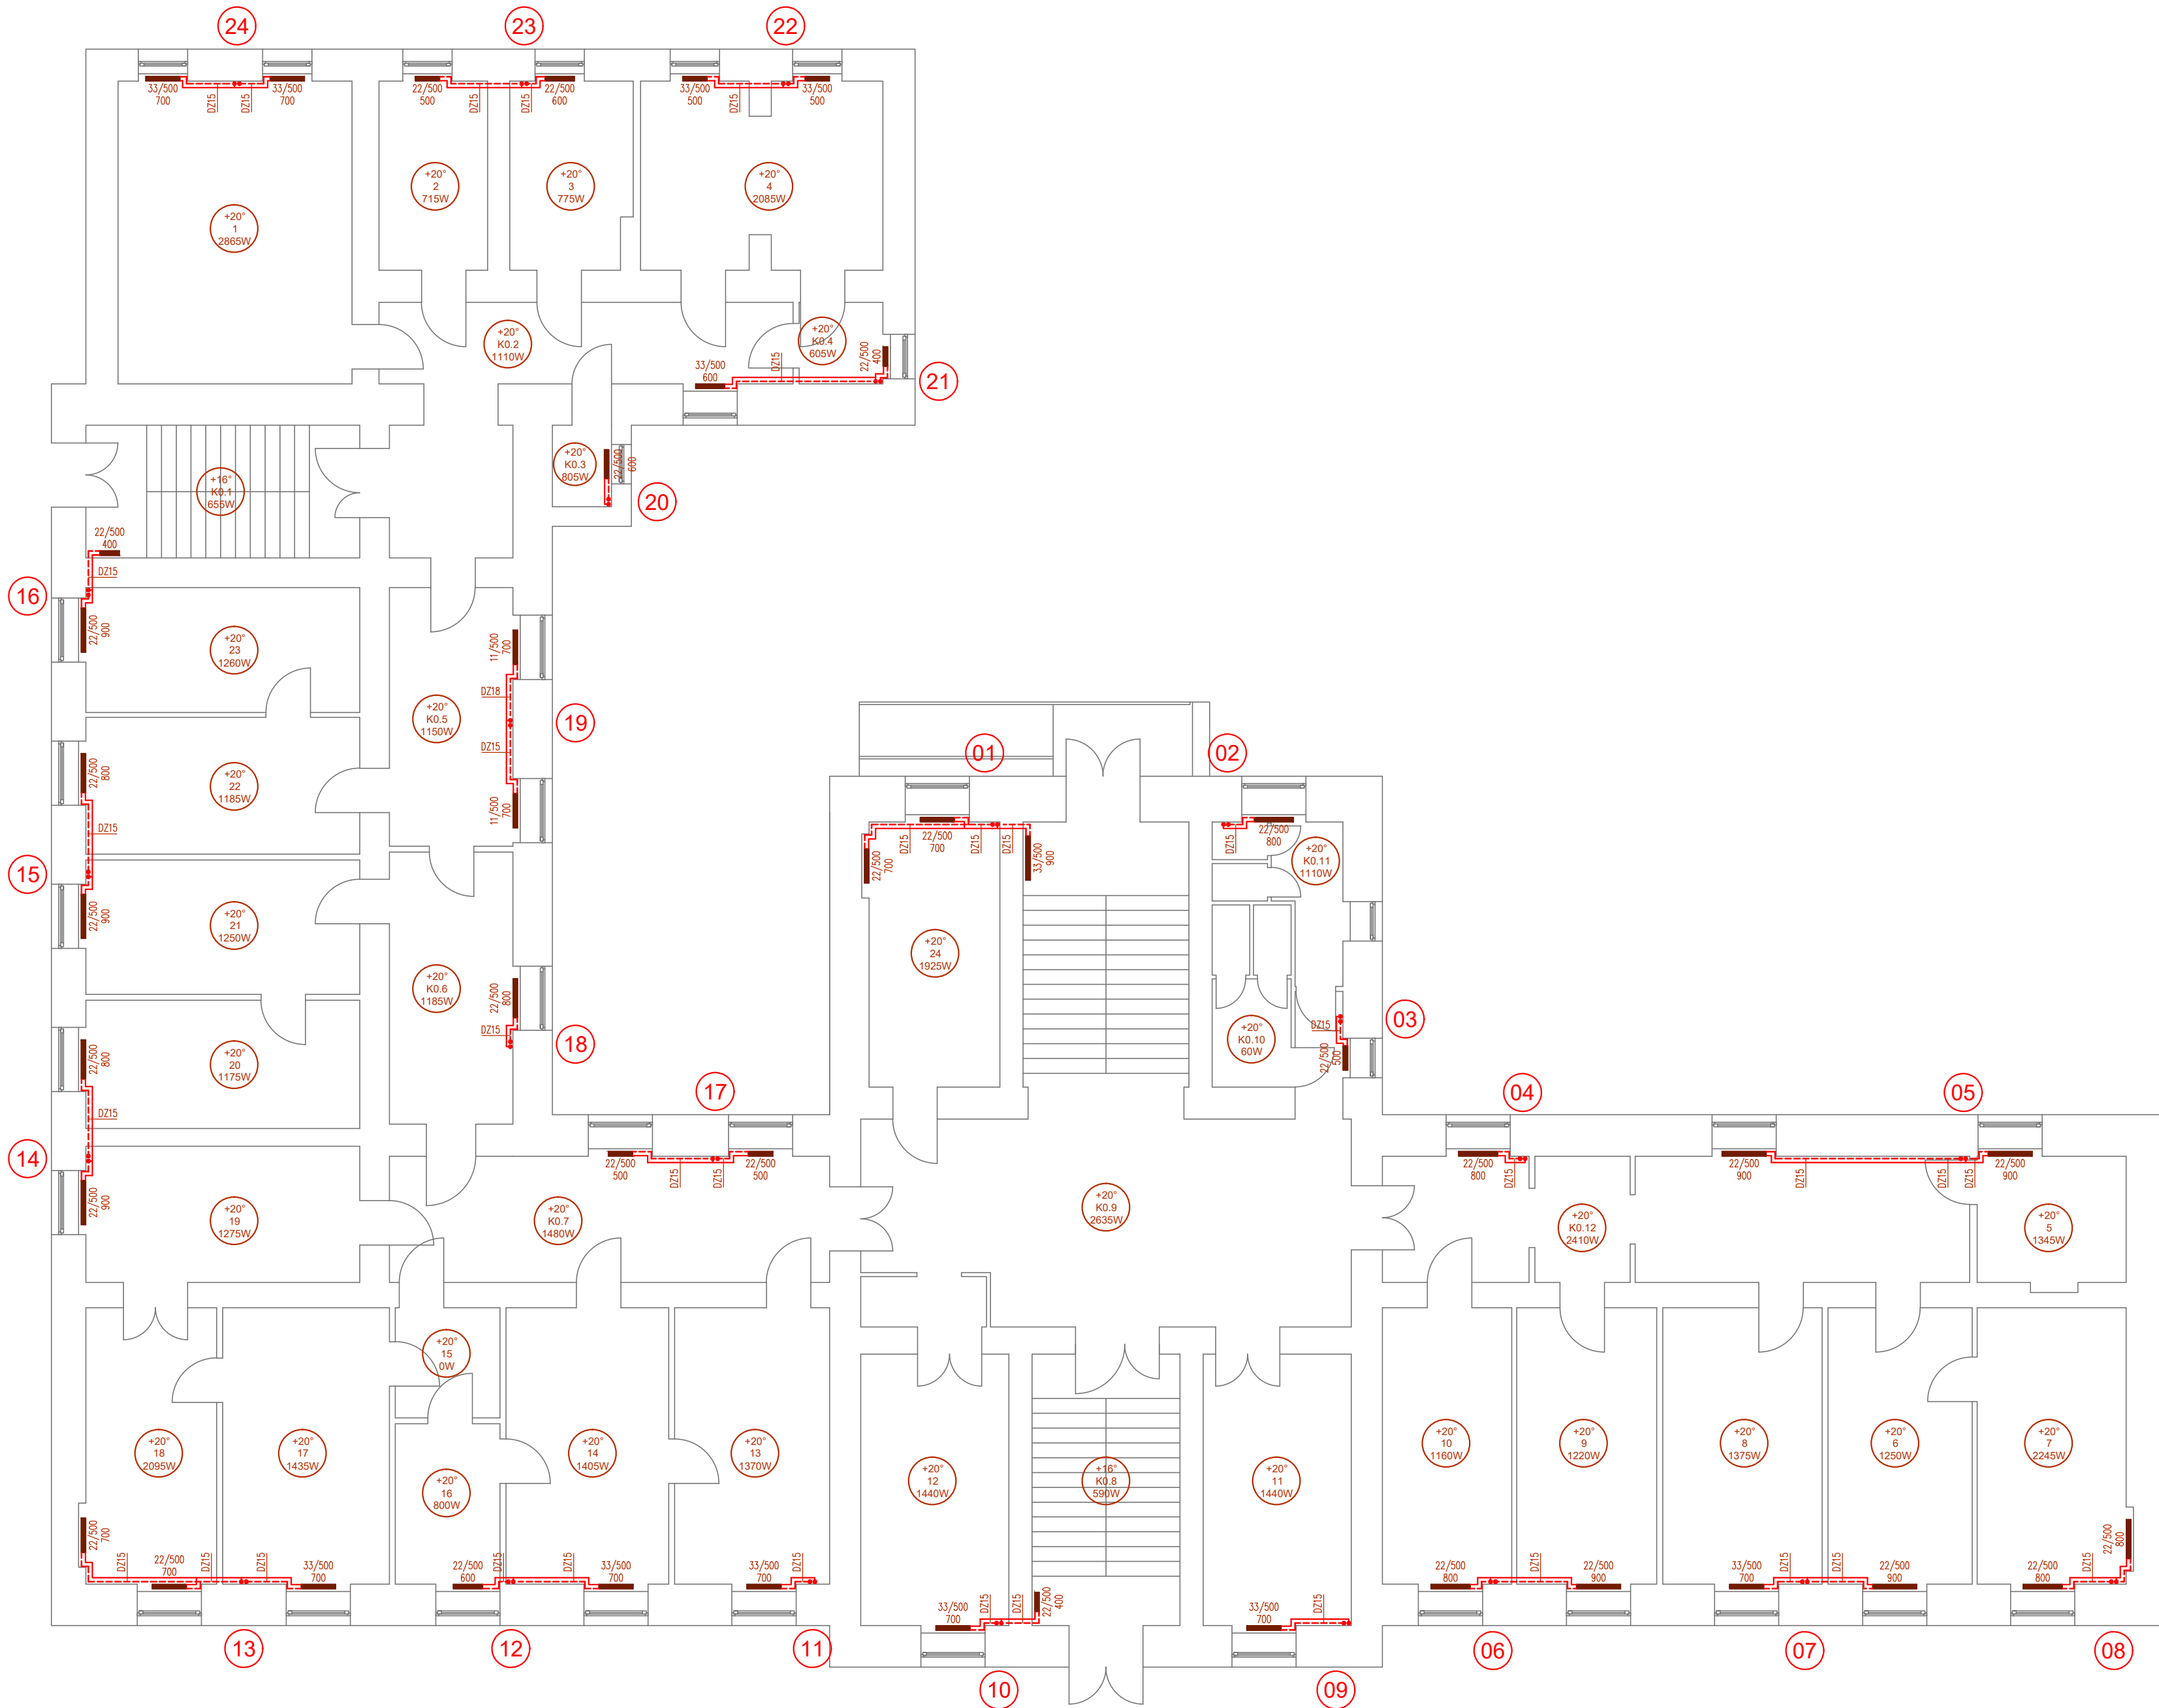 24
23
22
33/500
700
DZ15
DZ15
33/500
700
22/500
500
DZ15
DZ15
22/500
600
33/500
500
DZ15
33/500
500
+20°
1
2865W
+20°
2
715W
+20°
3
775W
+20°
4
2085W
+20°
K0.2
1110W
+20°
K0.4
605W
33/500
600
DZ15
22/500
400
21
+20°
K0.3
805W
22/500
600
20
+16°
K0.1
655W
22/500
400
DZ15
16
22/500
900
+20°
23
1260W
11/500
700
DZ18
+20°
K0.5
1150W
19
DZ15
11/500
700
22/500
800
+20°
22
1185W
DZ15
15
22/500
900
+20°
21
1250W
01
02
22/500
700
DZ15
22/500
700
DZ15
DZ15
33/500
900
DZ15
22/500
800
+20°
K0.11
1110W
+20°
24
1925W
+20°
K0.6
1185W
22/500
800
DZ15
18
+20°
K0.10
60W
DZ15
22/500
500
03
22/500
800
+20°
20
1175W
DZ15
14
22/500
900
+20°
19
1275W
17
22/500
500
DZ15
DZ15
22/500
500
+20°
K0.7
1480W
+20°
K0.9
2635W
04
05
22/500
800
DZ15
22/500
900
DZ15
DZ15
DZ15
22/500
900
+20°
K0.12
2410W
+20°
5
1345W
+20°
15
0W
+20°
18
2095W
+20°
17
1435W
+20°
16
800W
+20°
14
1405W
+20°
13
1370W
+20°
12
1440W
+16°
K0.8
590W
+20°
11
1440W
+20°
10
1160W
+20°
9
1220W
+20°
8
1375W
+20°
6
1250W
+20°
7
2245W
22/500
700
DZ15
22/500
700
DZ15
DZ15
33/500
700
22/500
600
DZ15
DZ15
33/500
700
33/500
700
DZ15
33/500
700
DZ15
DZ15
22/500
400
33/500
700
DZ15
22/500
800
DZ15
22/500
900
33/500
700
DZ15
DZ15
22/500
900
22/500
800
DZ15
22/500
800
13
12
11
10
09
06
07
08